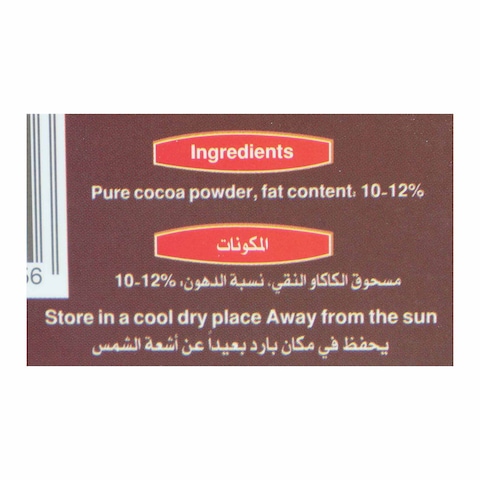 Ingredients
Pure cocoa powder, fat content: 10-12%
المكونات
مسحوق الكاكاو النقي، نسبة الدهون: 10-12%
56
Store in a cool dry place Away from the sun
يحفظ في مكان بارد بعيداً عن أشعة الشمس